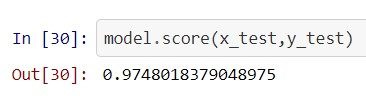 In [30]: model.score(x_test,y_test)
Out[30]: 0.9748018379048975